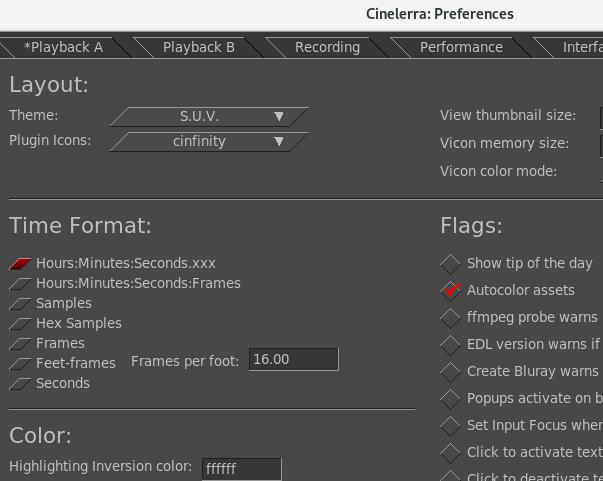 Cinelerra: Preferences
*Playback A
Playback B
Recording
Performance
Interfa
Layout:
Theme:
S.U.V.
Plugin Icons:
cinfinity
View thumbnail size:
Vicon memory size:
Vicon color mode:
Time Format:
Hours:Minutes:Seconds.xxx
Hours:Minutes:Seconds:Frames
Samples
Hex Samples
Frames
Feet-frames
Frames per foot:
16.00
Seconds
Color:
Highlighting Inversion color:
ffffff
Flags:
Show tip of the day
Autocolor assets
ffmpeg probe warns
EDL version warns if
Create Bluray warns
Popups activate on b
Set Input Focus wher
Click to activate text
Click to deactivate te